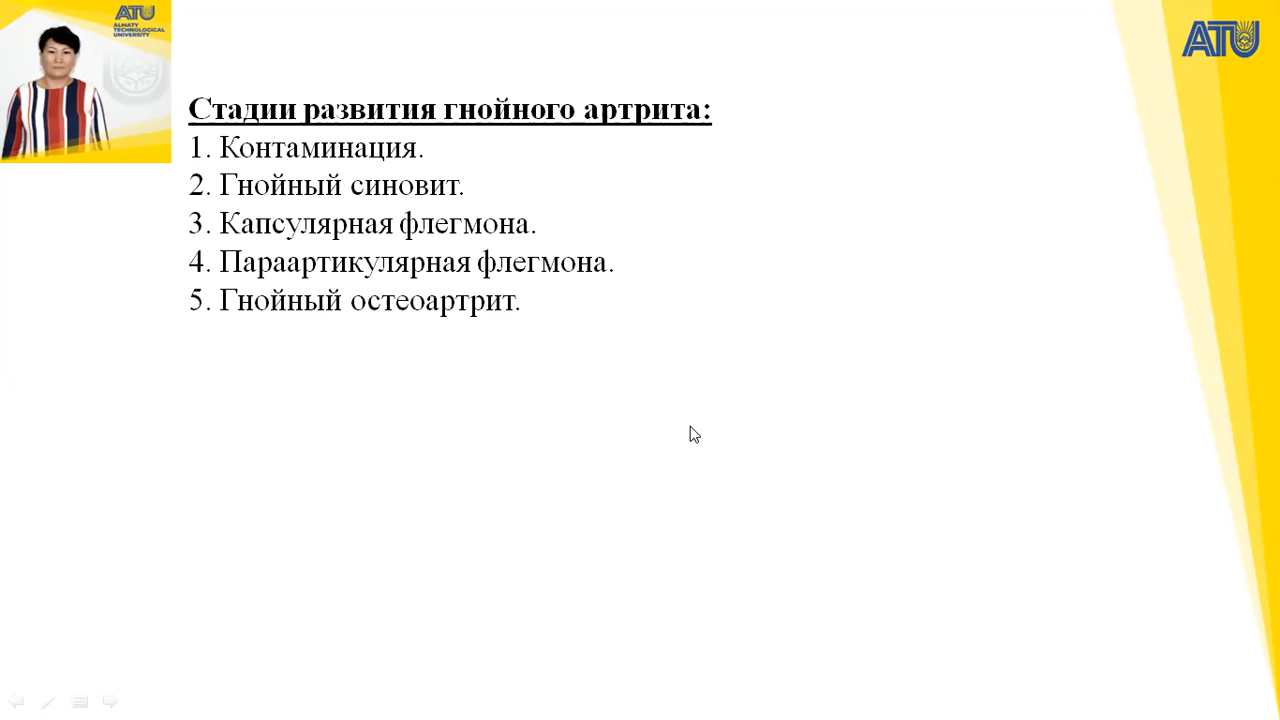 ATU
ALMATY
TECHNOLOGICAL
UNIVERSITY
ATU
Стадии развития гнойного артрита:
1. Контаминация.
2. Гнойный синовит.
3. Капсулярная флегмона.
4. Параартикулярная флегмона.
5. Гнойный остеоартрит.